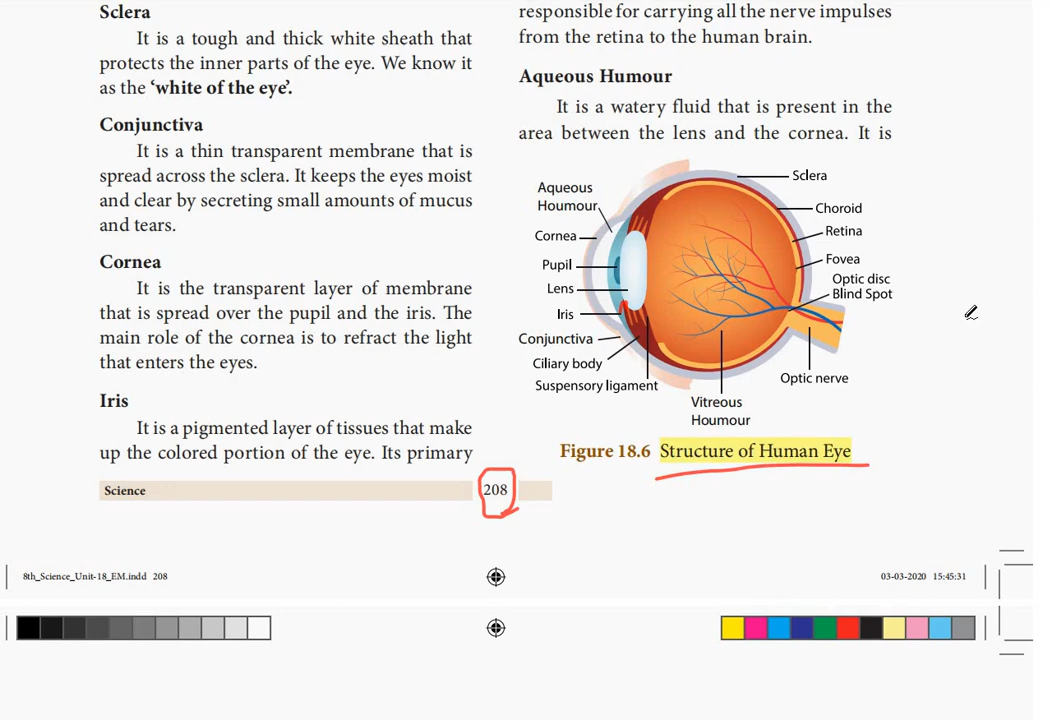 Sclera
It is a tough and thick white sheath that
protects the inner parts of the eye. We know it
as the ‘white of the eye’.
Conjunctiva
It is a thin transparent membrane that is
spread across the sclera. It keeps the eyes moist
and clear by secreting small amounts of mucus
and tears.
Cornea
It is the transparent layer of membrane
that is spread over the pupil and the iris. The
main role of the cornea is to refract the light
that enters the eyes.
Iris
It is a pigmented layer of tissues that make
up the colored portion of the eye. Its primary
responsible for carrying all the nerve impulses
from the retina to the human brain.
Aqueous Humour
It is a watery fluid that is present in the
area between the lens and the cornea. It is
Aqueous
Houmour
Cornea
Pupil
Lens
Iris
Conjunctiva
Ciliary body
Suspensory ligament
Sclera
Choroid
Retina
Fovea
Optic disc
Blind Spot
Optic nerve
Vitreous
Houmour
Figure 18.6 Structure of Human Eye
Science
208
8th_Science_Unit-18_EM.indd 208
03-03-2020 15:45:31